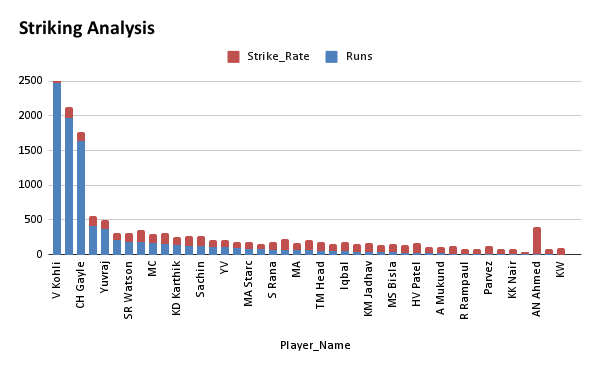 Striking Analysis
Strike_Rate Runs
2500
2000
1500
1000
500
0
V Kohli
CH Gayle
Yuvraj
SR Watson
MC
KD Karthik
Sachin
YV
MA Starc
S Rana
MA
TM Head
Iqbal
KM Jadhav
MS Bisla
HV Patel
A Mukund
R Rampaul
Parvez
KK Nair
AN Ahmed
KW
Player_Name